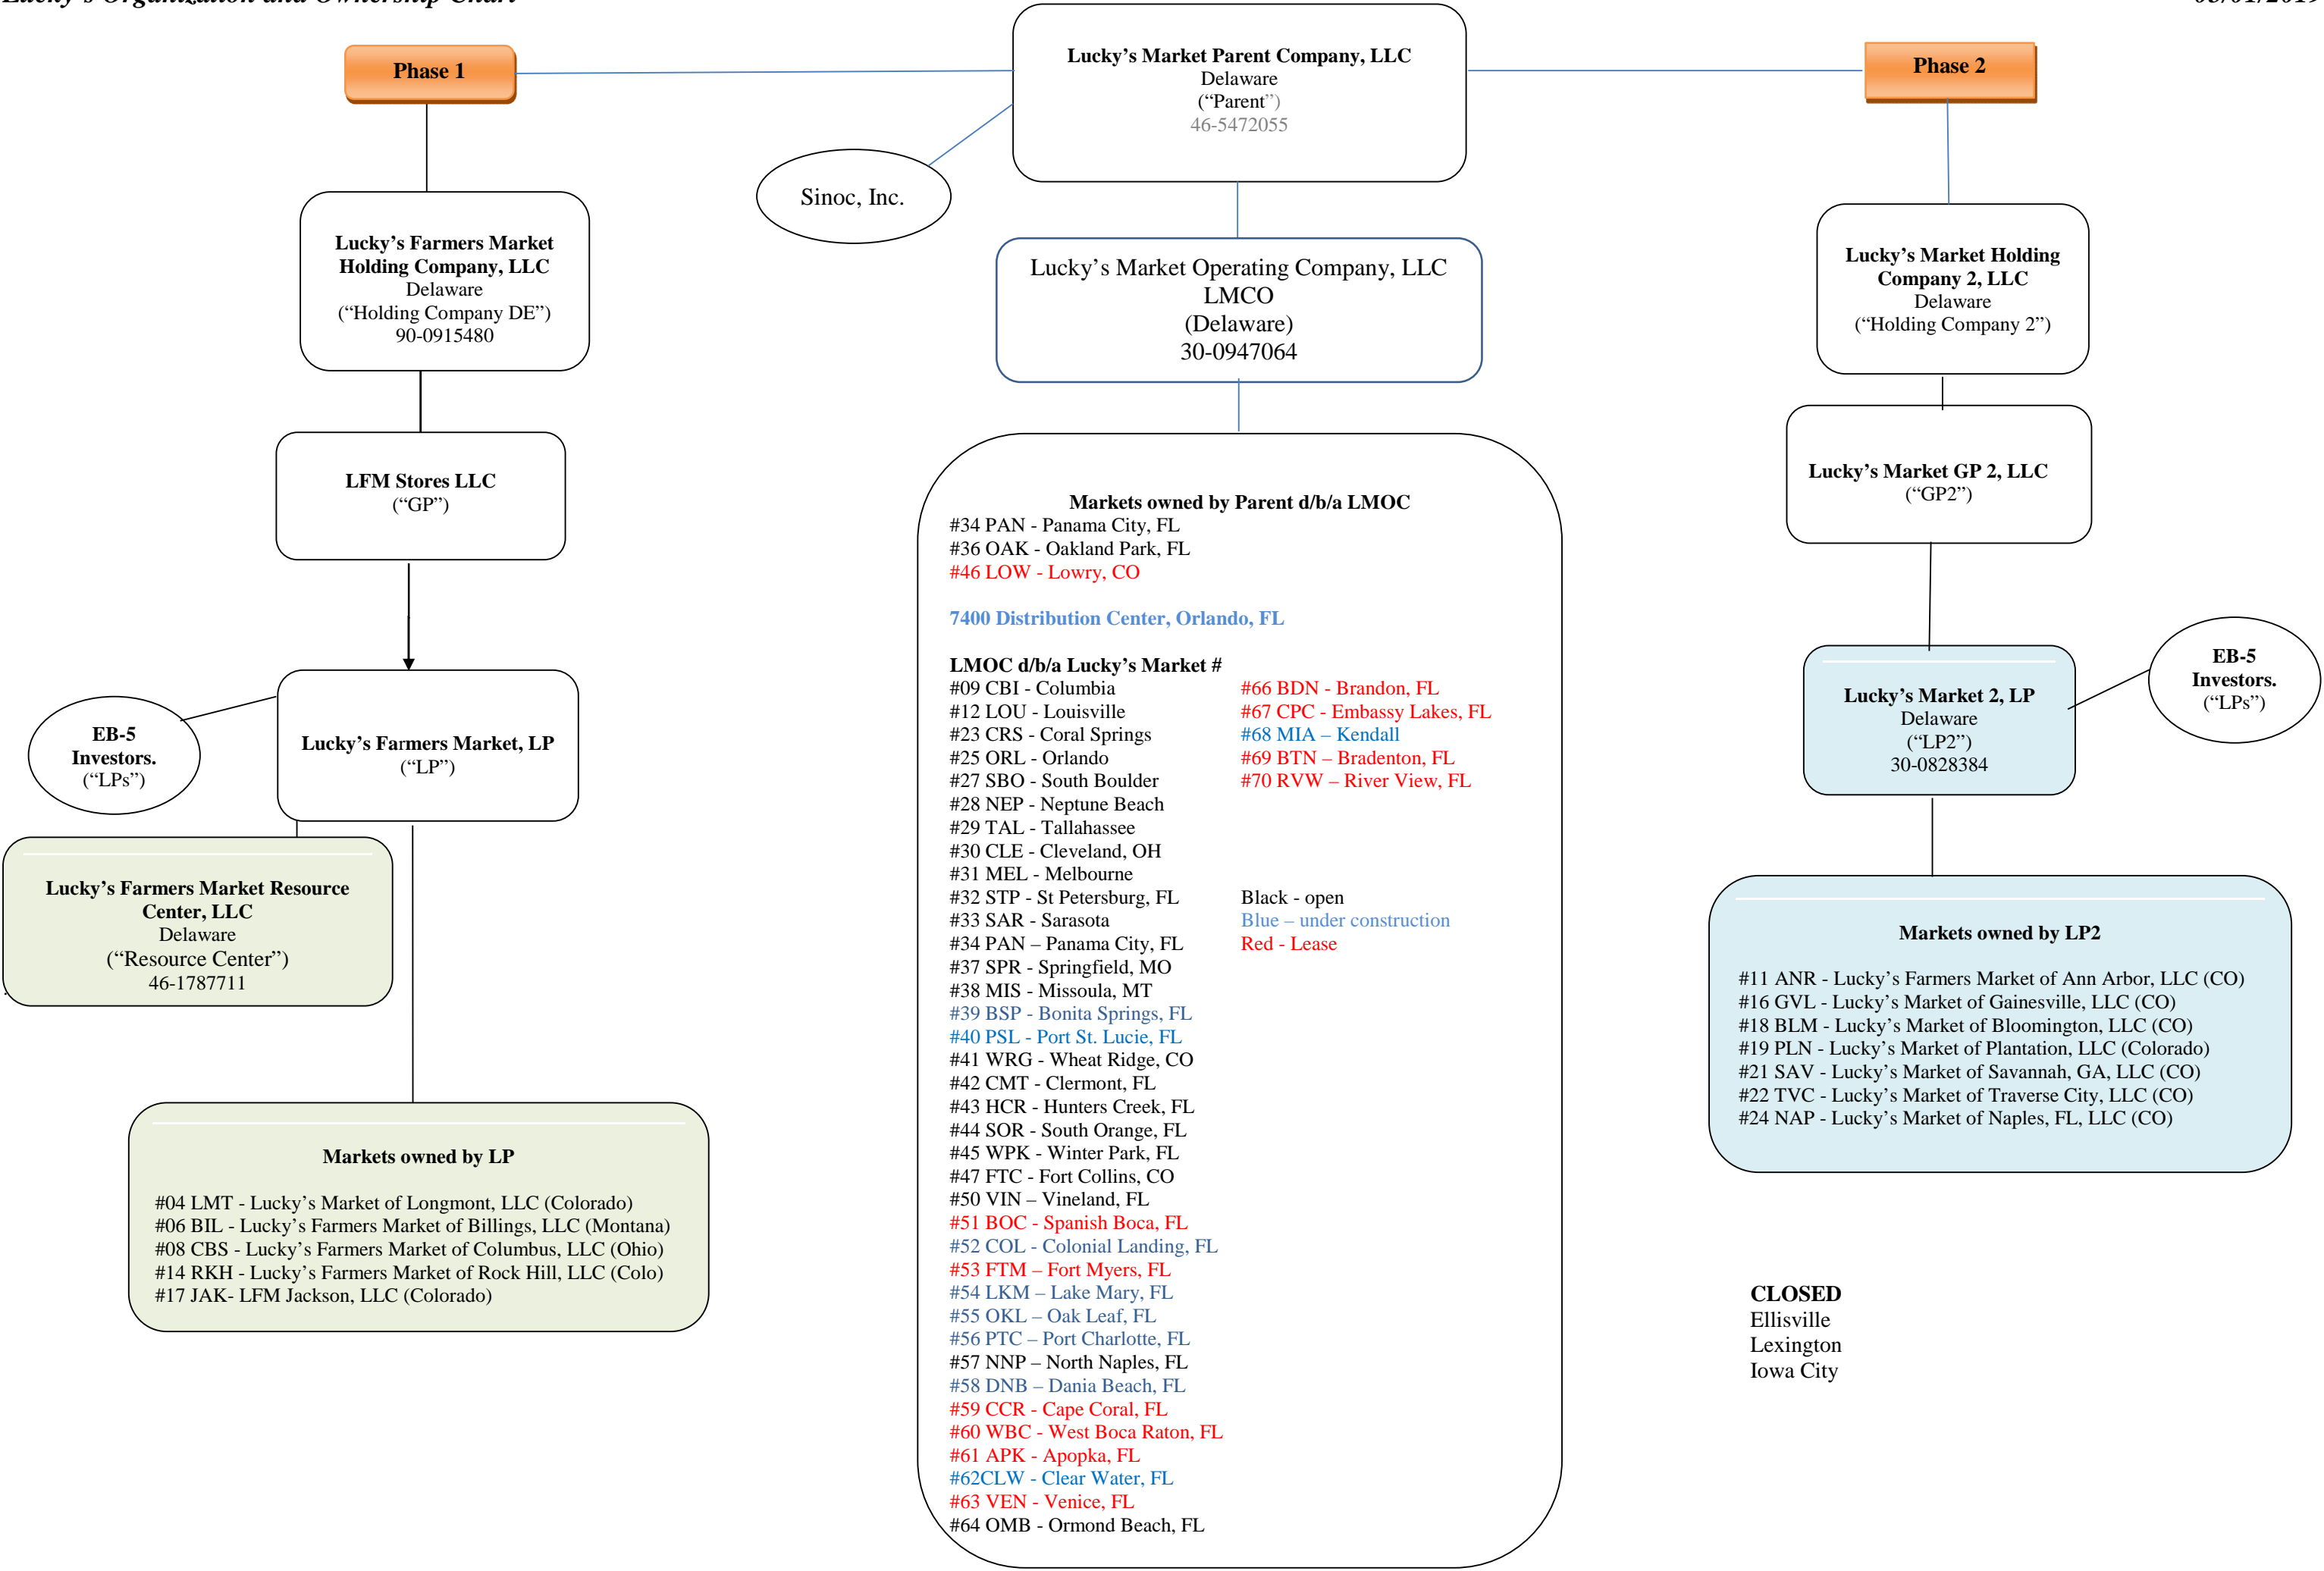 Lucky's Organization and Ownership Chart
Phase 1
Lucky's Market Parent Company, LLC
Delaware
("Parent")
46-5472055
Phase 2
Sinoc, Inc.
Lucky's Farmers Market
Holding Company, LLC
Delaware
("Holding Company DE")
90-0915480
Lucky's Market Operating Company, LLC
LMCO
(Delaware)
30-0947064
Lucky's Market Holding
Company 2, LLC
Delaware
("Holding Company 2")
LFM Stores LLC
("GP")
Lucky's Market GP 2, LLC
("GP2")
EB-5
Investors.
("LPs")
Lucky's Farmers Market, LP
("LP")
Lucky's Farmers Market Resource
Center, LLC
Delaware
("Resource Center")
46-1787711
Markets owned by LP
#04 LMT - Lucky's Market of Longmont, LLC (Colorado)
#06 BIL - Lucky's Farmers Market of Billings, LLC (Montana)
#08 CBS - Lucky's Farmers Market of Columbus, LLC (Ohio)
#14 RKH - Lucky's Farmers Market of Rock Hill, LLC (Colo)
#17 JAK- LFM Jackson, LLC (Colorado)
Markets owned by Parent d/b/a LMOC
#34 PAN - Panama City, FL
#36 OAK - Oakland Park, FL
#46 LOW - Lowry, CO
7400 Distribution Center, Orlando, FL
LMOC d/b/a Lucky's Market #
#09 CBI - Columbia
#12 LOU - Louisville
#23 CRS - Coral Springs
#25 ORL - Orlando
#27 SBO - South Boulder
#28 NEP - Neptune Beach
#29 TAL - Tallahassee
#30 CLE - Cleveland, OH
#31 MEL - Melbourne
#32 STP - St Petersburg, FL
#33 SAR - Sarasota
#34 PAN – Panama City, FL
#37 SPR - Springfield, MO
#38 MIS - Missoula, MT
#39 BSP - Bonita Springs, FL
#40 PSL - Port St. Lucie, FL
#41 WRG - Wheat Ridge, CO
#42 CMT - Clermont, FL
#43 HCR - Hunters Creek, FL
#44 SOR - South Orange, FL
#45 WPK - Winter Park, FL
#47 FTC - Fort Collins, CO
#50 VIN – Vineland, FL
#51 BOC - Spanish Boca, FL
#52 COL - Colonial Landing, FL
#53 FTM – Fort Myers, FL
#54 LKM – Lake Mary, FL
#55 OKL – Oak Leaf, FL
#56 PTC – Port Charlotte, FL
#57 NNP – North Naples, FL
#58 DNB – Dania Beach, FL
#59 CCR - Cape Coral, FL
#60 WBC - West Boca Raton, FL
#61 APK - Apopka, FL
#62CLW - Clear Water, FL
#63 VEN - Venice, FL
#64 OMB - Ormond Beach, FL
#66 BDN - Brandon, FL
#67 CPC - Embassy Lakes, FL
#68 MIA – Kendall
#69 BTN – Bradenton, FL
#70 RVW – River View, FL
Black - open
Blue – under construction
Red - Lease
Lucky's Market 2, LP
Delaware
("LP2")
30-0828384
EB-5
Investors.
("LPs")
Markets owned by LP2
#11 ANR - Lucky's Farmers Market of Ann Arbor, LLC (CO)
#16 GVL - Lucky's Market of Gainesville, LLC (CO)
#18 BLM - Lucky's Market of Bloomington, LLC (CO)
#19 PLN - Lucky's Market of Plantation, LLC (Colorado)
#21 SAV - Lucky's Market of Savannah, GA, LLC (CO)
#22 TVC - Lucky's Market of Traverse City, LLC (CO)
#24 NAP - Lucky's Market of Naples, FL, LLC (CO)
CLOSED
Ellisville
Lexington
Iowa City